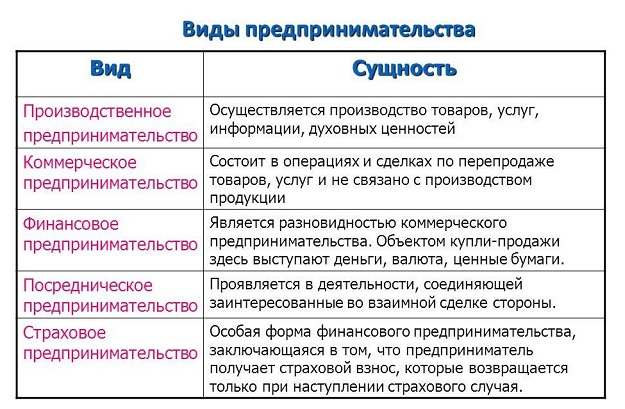 Виды предпринимательства
Вид
Сущность
Производственное
предпринимательство
Осуществляется производство товаров, услуг,
информации, духовных ценностей
Коммерческое
предпринимательство
Состоит в операциях и сделках по перепродаже
товаров, услуг и не связано с производством
продукции
Финансовое
предпринимательство
Является разновидностью коммерческого
предпринимательства. Объектом купли-продажи
здесь выступают деньги, валюта, ценные бумаги.
Посредническое
предпринимательство
Проявляется в деятельности, соединяющей
заинтересованные во взаимной сделке стороны.
Страховое
предпринимательство
Особая форма финансового предпринимательства,
заключающаяся в том, что предприниматель
получает страховой взнос, которые возвращается
только при наступлении страхового случая.